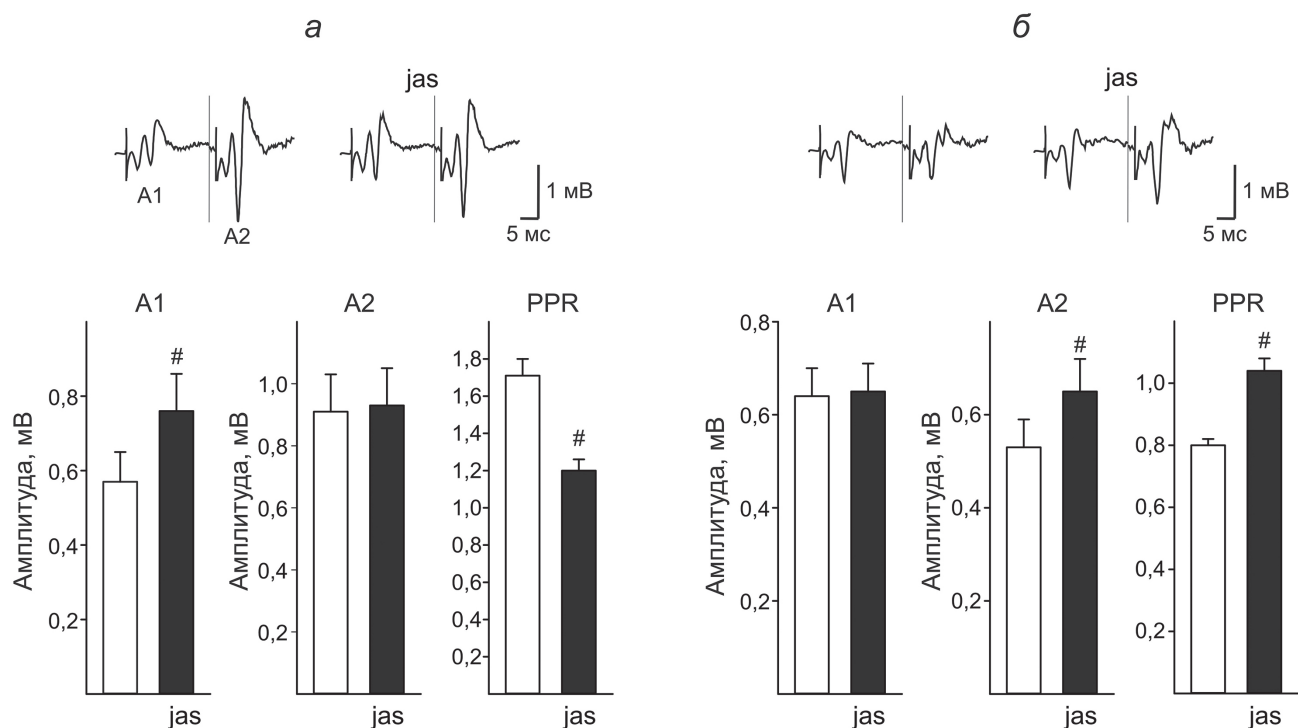 а
jas
A1
A2
1 мВ
5 мс
б
jas
1 мВ
5 мс
A1
Амплитуда, мВ
0,8
0,6
0,4
0,2
#
jas
A2
Амплитуда, мВ
1,0
0,8
0,6
0,4
0,2
jas
PPR
1,8
1,6
1,4
1,2
1,0
0,8
0,6
0,4
0,2
#
jas
A1
Амплитуда, мВ
0,8
0,6
0,4
0,2
jas
A2
Амплитуда, мВ
0,6
0,4
0,2
#
jas
PPR
1,0
0,8
0,6
0,4
0,2
#
jas